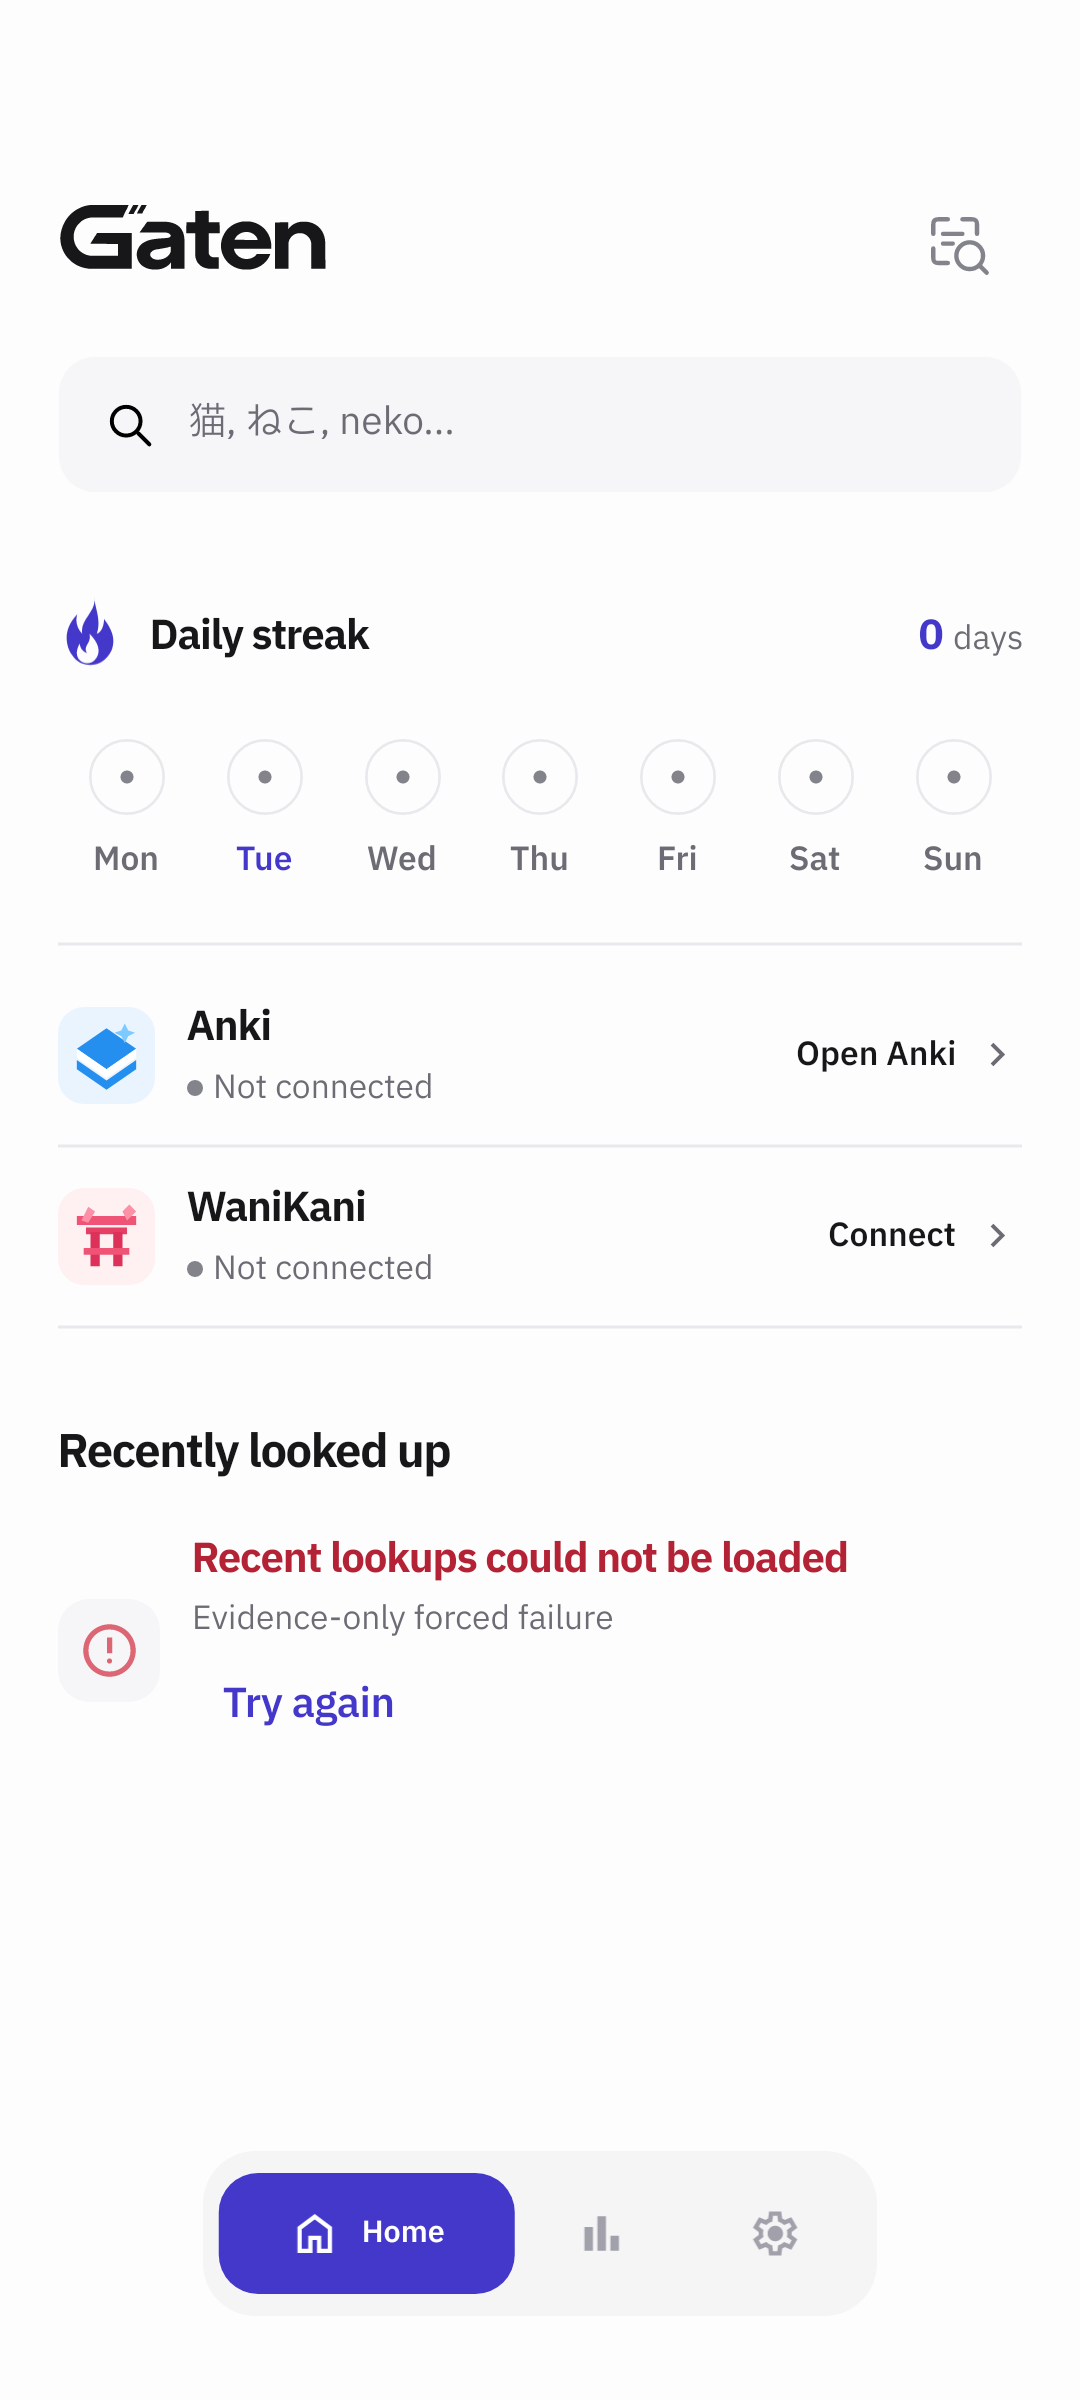 Gaten
猫, ねこ, neko...
Daily streak
0 days
Mon Tue Wed Thu Fri Sat Sun
Anki
Not connected
Open Anki
WaniKani
Not connected
Connect
Recently looked up
Recent lookups could not be loaded
Evidence-only forced failure
Try again
Home